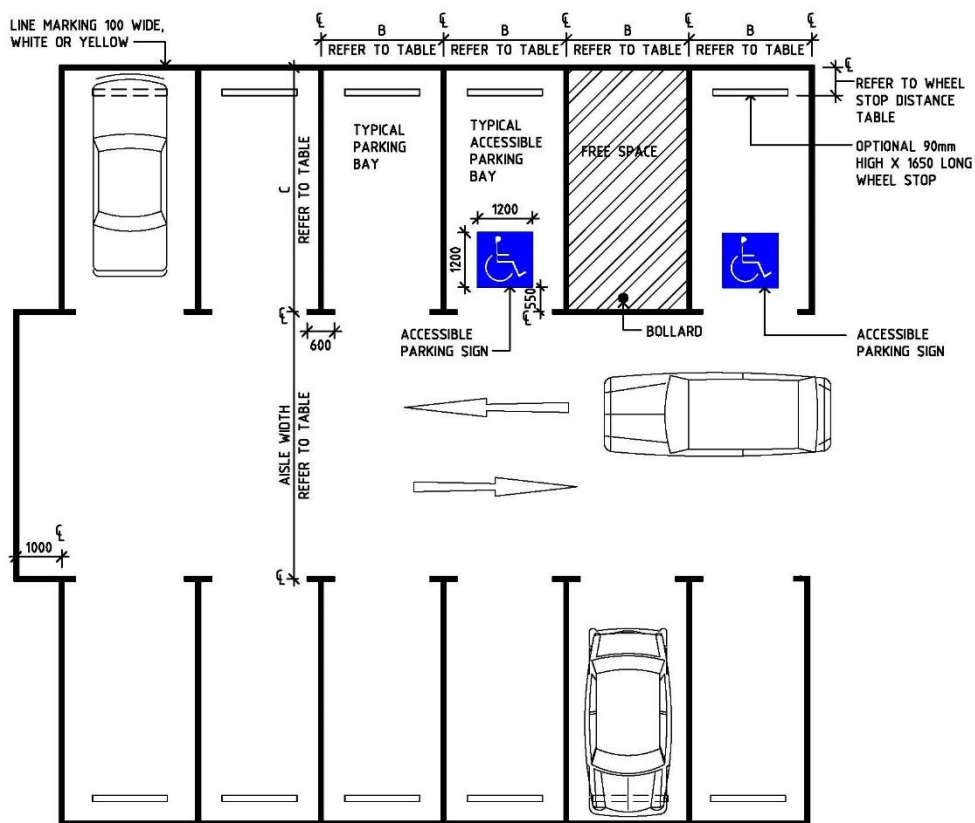 LINE MARKING 100 WIDE,
WHITE OR YELLOW
℄ ℄ ℄ ℄ ℄
B B B B
REFER TO TABLE REFER TO TABLE REFER TO TABLE REFER TO TABLE
℄
REFER TO WHEEL
STOP DISTANCE
TABLE
OPTIONAL 90mm
HIGH X 1650 LONG
WHEEL STOP
C
REFER TO TABLE
TYPICAL
PARKING
BAY
TYPICAL
ACCESSIBLE
PARKING
BAY
FREE SPACE
1200
1200
550
℄
℄
600
ACCESSIBLE
PARKING SIGN
BOLLARD
ACCESSIBLE
PARKING SIGN
AISLE WIDTH
REFER TO TABLE
℄
1000
℄